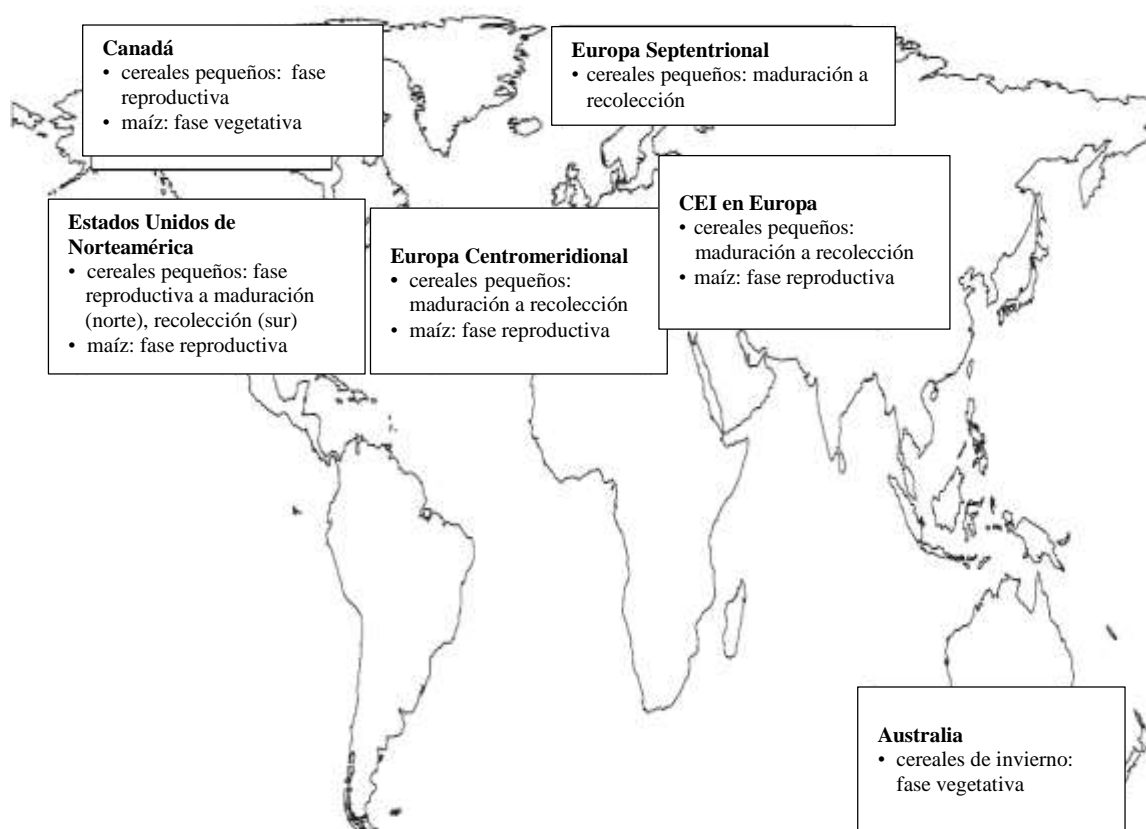 Canadá
• cereales pequeños: fase
reproductiva
• maíz: fase vegetativa
Europa Septentrional
• cereales pequeños: maduración a
recolección
Estados Unidos de
Norteamérica
• cereales pequeños: fase
reproductiva a maduración
(norte), recolección (sur)
• maíz: fase reproductiva
Europa Centromeridional
• cereales pequeños:
maduración a recolección
• maíz: fase reproductiva
CEI en Europa
• cereales pequeños:
maduración a recolección
• maíz: fase reproductiva
Australia
• cereales de invierno:
fase vegetativa